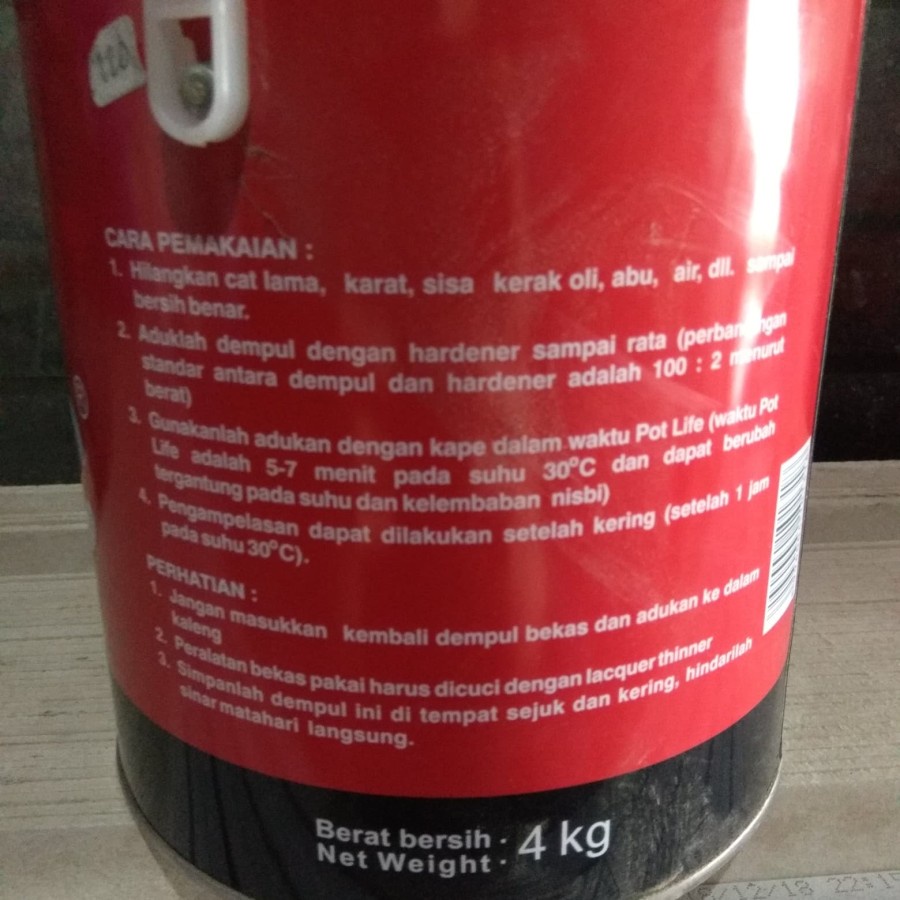 CARA PEMAKAIAN :
1. Hilangkan cat lama, karat, sisa kerak oli, abu, air, dll. sampai
bersih benar.
2. Aduklah dempul dengan hardener sampai rata (perbandingan
standar antara dempul dan hardener adalah 100 : 2 menurut
berat)
3. Gunakanlah adukan dengan kape dalam waktu Pot Life (waktu Pot
Life adalah 5-7 menit pada suhu 30°C dan dapat berubah
tergantung pada suhu dan kelembaban nisbi)
4. Pengampelasan dapat dilakukan setelah kering (setelah 1 jam
pada suhu 30°C).
PERHATIAN :
1. Jangan masukkan kembali dempul bekas dan adukan ke dalam
kaleng
2. Peralatan bekas pakai harus dicuci dengan lacquer thinner
3. Simpanlah dempul ini di tempat sejuk dan kering, hindarilah
sinar matahari langsung.
Berat bersih · 4 kg
Net Weight ·
/12/18 22:15